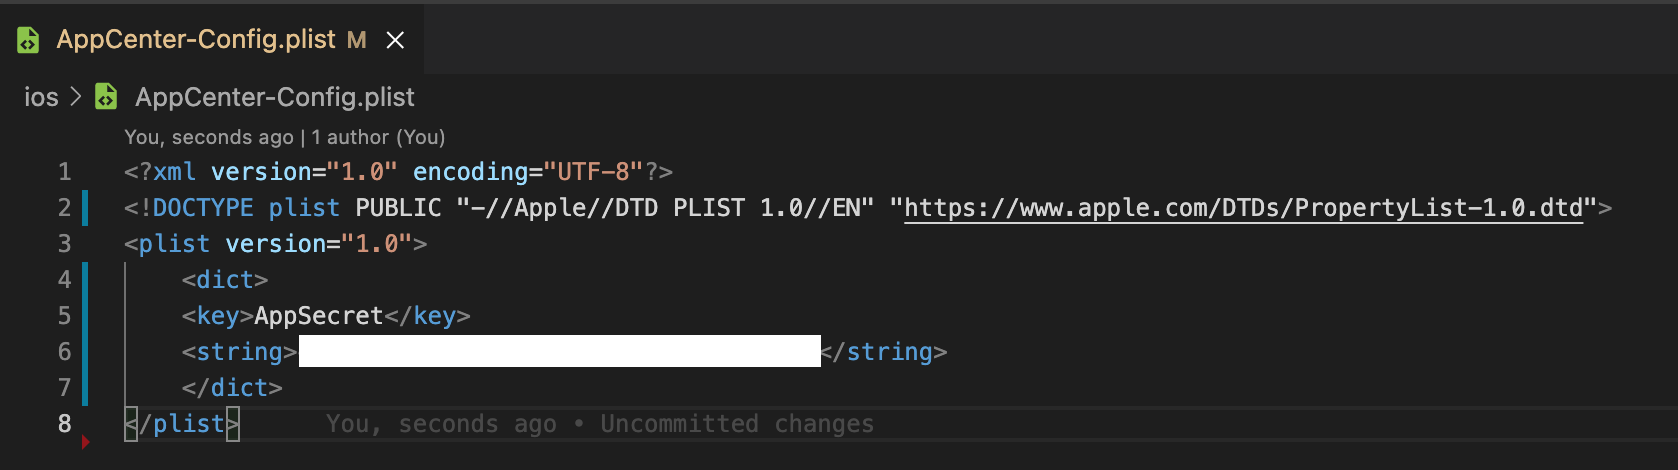 AppCenter-Config.plist M
ios > AppCenter-Config.plist
You, seconds ago | 1 author (You)
1 <?xml version="1.0" encoding="UTF-8"?>
2 <!DOCTYPE plist PUBLIC "-//Apple//DTD PLIST 1.0//EN" "https://www.apple.com/DTDs/PropertyList-1.0.dtd">
3 <plist version="1.0">
4 <dict>
5 <key>AppSecret</key>
6 <string></string>
7 </dict>
8 </plist> You, seconds ago • Uncommitted changes